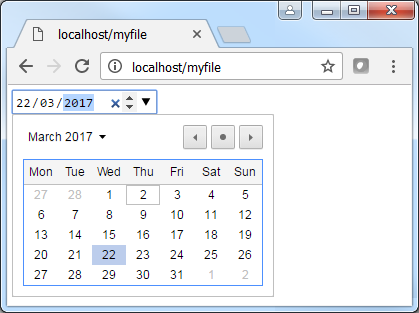 localhost/myfile
localhost/myfile
22/03/2017
March 2017
Mon Tue Wed Thu Fri Sat Sun
27 28 1 2 3 4 5
6 7 8 9 10 11 12
13 14 15 16 17 18 19
20 21 22 23 24 25 26
27 28 29 30 31 1 2